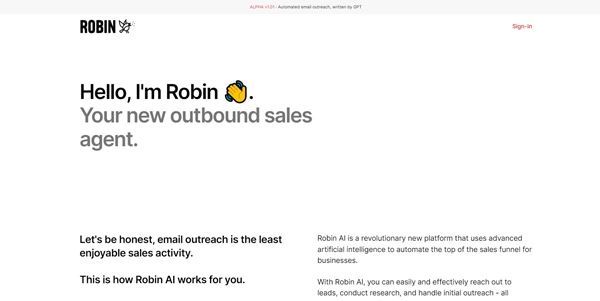 ALPHA v1.01 - Automated email outreach, written by GPT
ROBIN
Sign-in
Hello, I'm Robin 👋.
Your new outbound sales
agent.
Let's be honest, email outreach is the least
enjoyable sales activity.
This is how Robin AI works for you.
Robin AI is a revolutionary new platform that uses advanced
artificial intelligence to automate the top of the sales funnel for
businesses.
With Robin AI, you can easily and effectively reach out to
leads, conduct research, and handle initial outreach - all